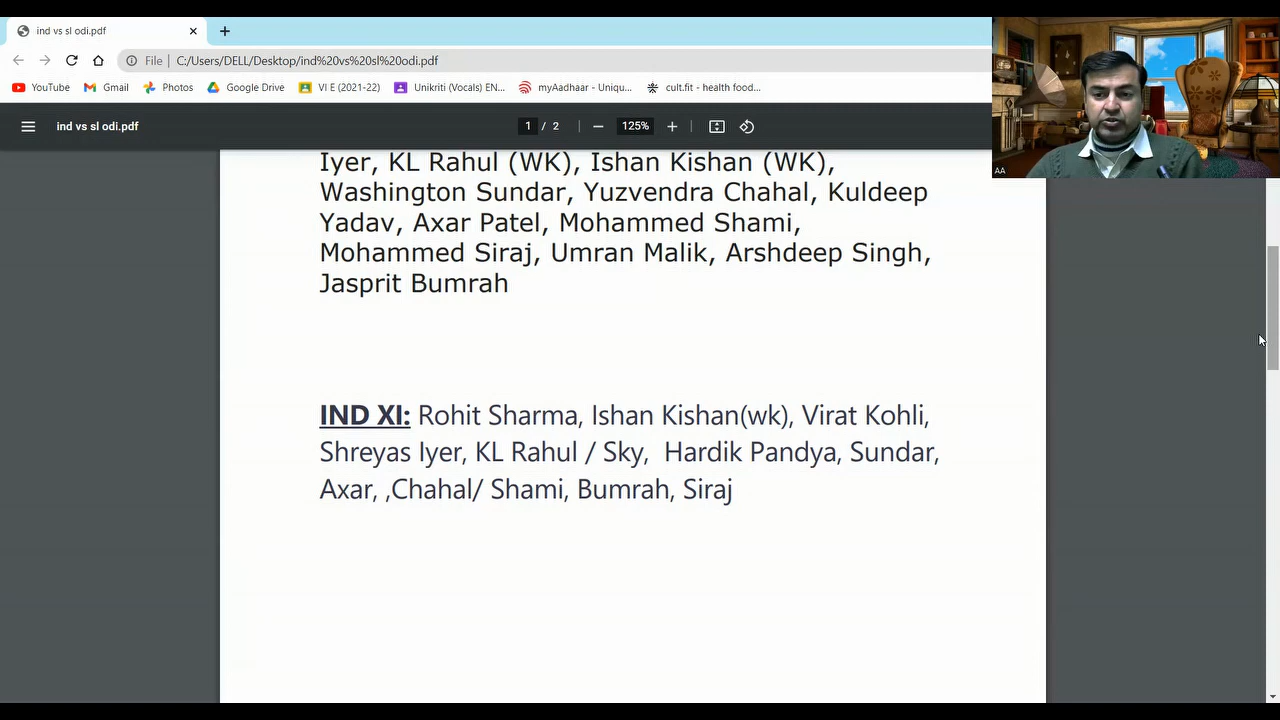 ind vs sl odi.pdf
File | C:/Users/DELL/Desktop/ind%20vs%20sl%20odi.pdf
YouTube Gmail Photos Google Drive VI E (2021-22) Unikriti (Vocals) EN... myAadhaar - Uniqu... cult.fit - health food...
ind vs sl odi.pdf 1 / 2 125%
AA
Iyer, KL Rahul (WK), Ishan Kishan (WK),
Washington Sundar, Yuzvendra Chahal, Kuldeep
Yadav, Axar Patel, Mohammed Shami,
Mohammed Siraj, Umran Malik, Arshdeep Singh,
Jasprit Bumrah
IND XI: Rohit Sharma, Ishan Kishan(wk), Virat Kohli,
Shreyas Iyer, KL Rahul / Sky, Hardik Pandya, Sundar,
Axar, ,Chahal/ Shami, Bumrah, Siraj